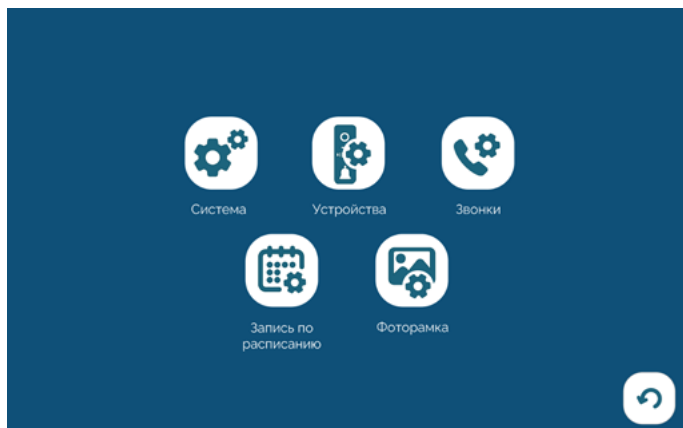 Система
Устройства
Звонки
Запись по
расписанию
Фоторамка